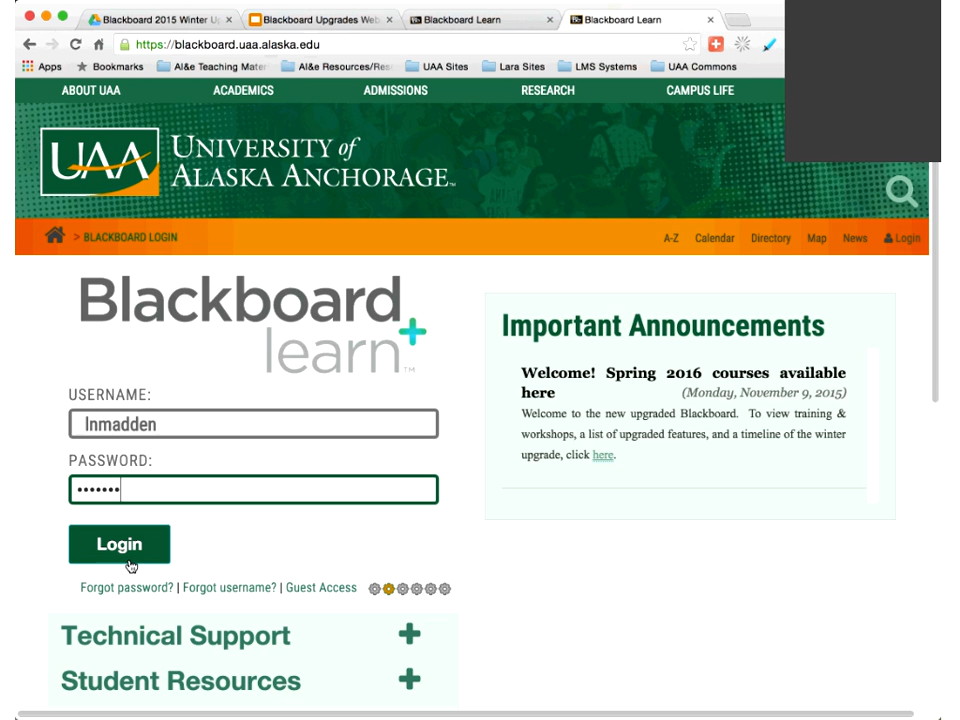 Blackboard 2015 Winter U
Blackboard Upgrades Web
Blackboard Learn
Blackboard Learn
https://blackboard.uaa.alaska.edu
Apps
Bookmarks
AI&e Teaching Mater
AI&e Resources/Res
UAA Sites
Lara Sites
LMS Systems
UAA Commons
ABOUT UAA
ACADEMICS
ADMISSIONS
RESEARCH
CAMPUS LIFE
UAA
UNIVERSITY of
ALASKA ANCHORAGE™
> BLACKBOARD LOGIN
A-Z
Calendar
Directory
Map
News
Login
Blackboard
learn+™
USERNAME:
lnmadden
PASSWORD:
•••••••
Login
Forgot password? | Forgot username? | Guest Access
Technical Support
Student Resources
Important Announcements
Welcome! Spring 2016 courses available
here (Monday, November 9, 2015)
Welcome to the new upgraded Blackboard. To view training &
workshops, a list of upgraded features, and a timeline of the winter
upgrade, click here.